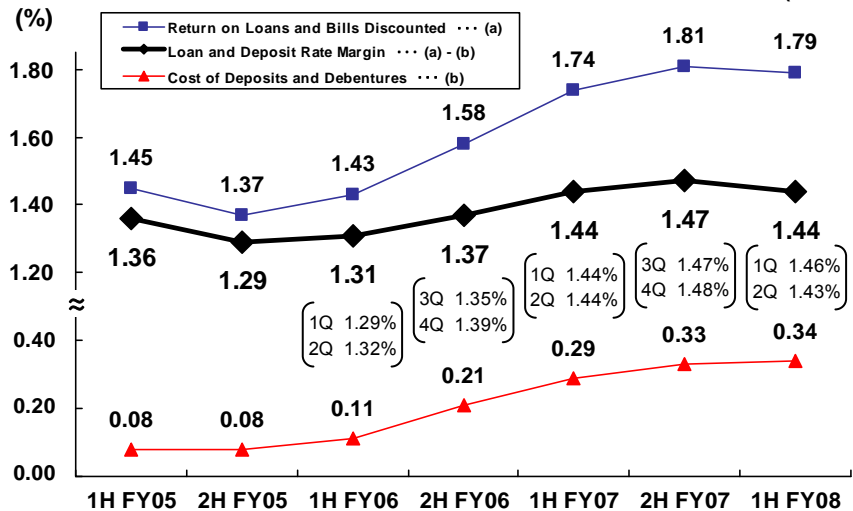 (%)
Return on Loans and Bills Discounted ··· (a)
Loan and Deposit Rate Margin ··· (a) - (b)
Cost of Deposits and Debentures ··· (b)
1.80
1.60
1.40
1.20
≈
0.40
0.20
0.00
1.45 1.37 1.43 1.58 1.74 1.81 1.79
1.36 1.29 1.31 1.37 1.44 1.47 1.44
1Q 1.29%
2Q 1.32%
3Q 1.35%
4Q 1.39%
1Q 1.44%
2Q 1.44%
3Q 1.47%
4Q 1.48%
1Q 1.46%
2Q 1.43%
0.08 0.08 0.11 0.21 0.29 0.33 0.34
1H FY05 2H FY05 1H FY06 2H FY06 1H FY07 2H FY07 1H FY08